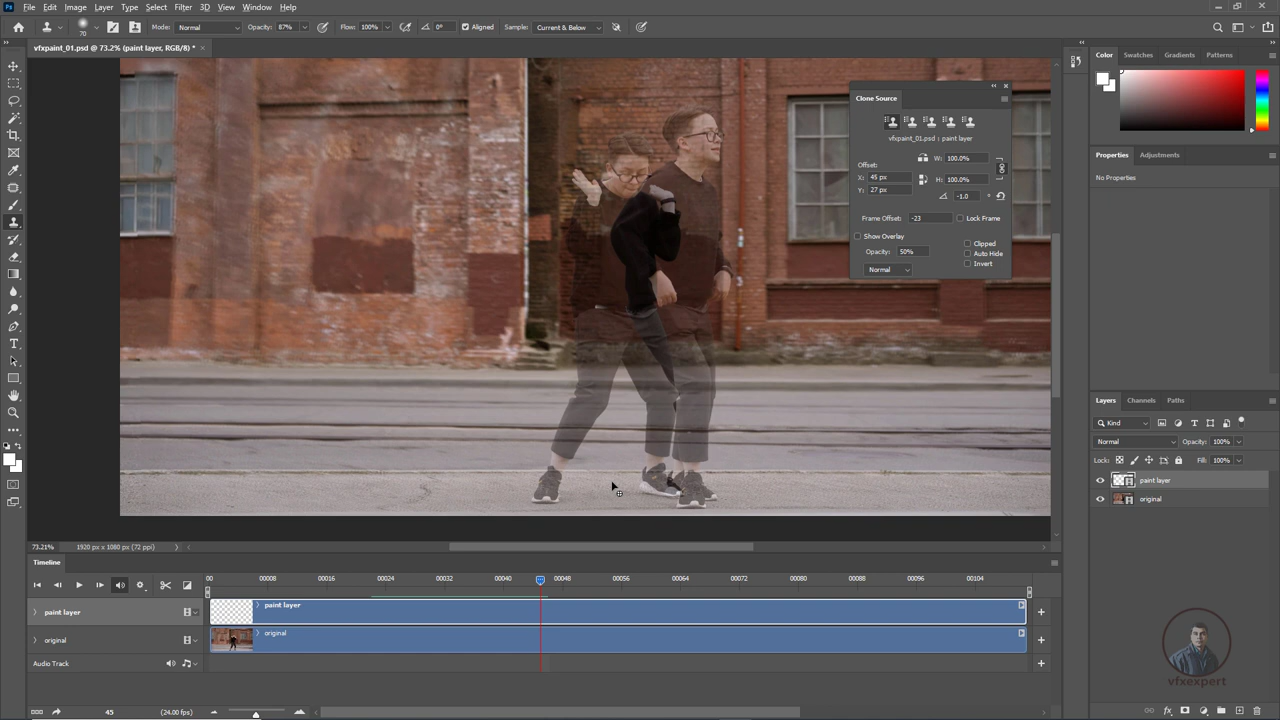 Ps File Edit Image Layer Type Select Filter 3D View Window Help
70 Mode: Normal Opacity: 87% Flow: 100% 0° Aligned Sample: Current & Below
vfxpaint_01.psd @ 73.2% (paint layer, RGB/8) * ×
Clone Source
vfxpaint_01.psd : paint layer
Offset: W: 100.0%
X: 45 px H: 100.0%
Y: 27 px -1.0 °
Frame Offset: -23 Lock Frame
Show Overlay
Opacity: 50% Clipped
Auto Hide
Normal Invert
Color Swatches Gradients Patterns
Properties Adjustments
No Properties
Layers Channels Paths
Kind
Normal Opacity: 100%
Lock: Fill: 100%
paint layer
original
73.21% 1920 px x 1080 px (72 ppi)
Timeline
00 00008 00016 00024 00032 00040 00048 00056 00064 00072 00080 00088 00096 00104
paint layer paint layer
original original
Audio Track
45 (24.00 fps)
vfxexpert